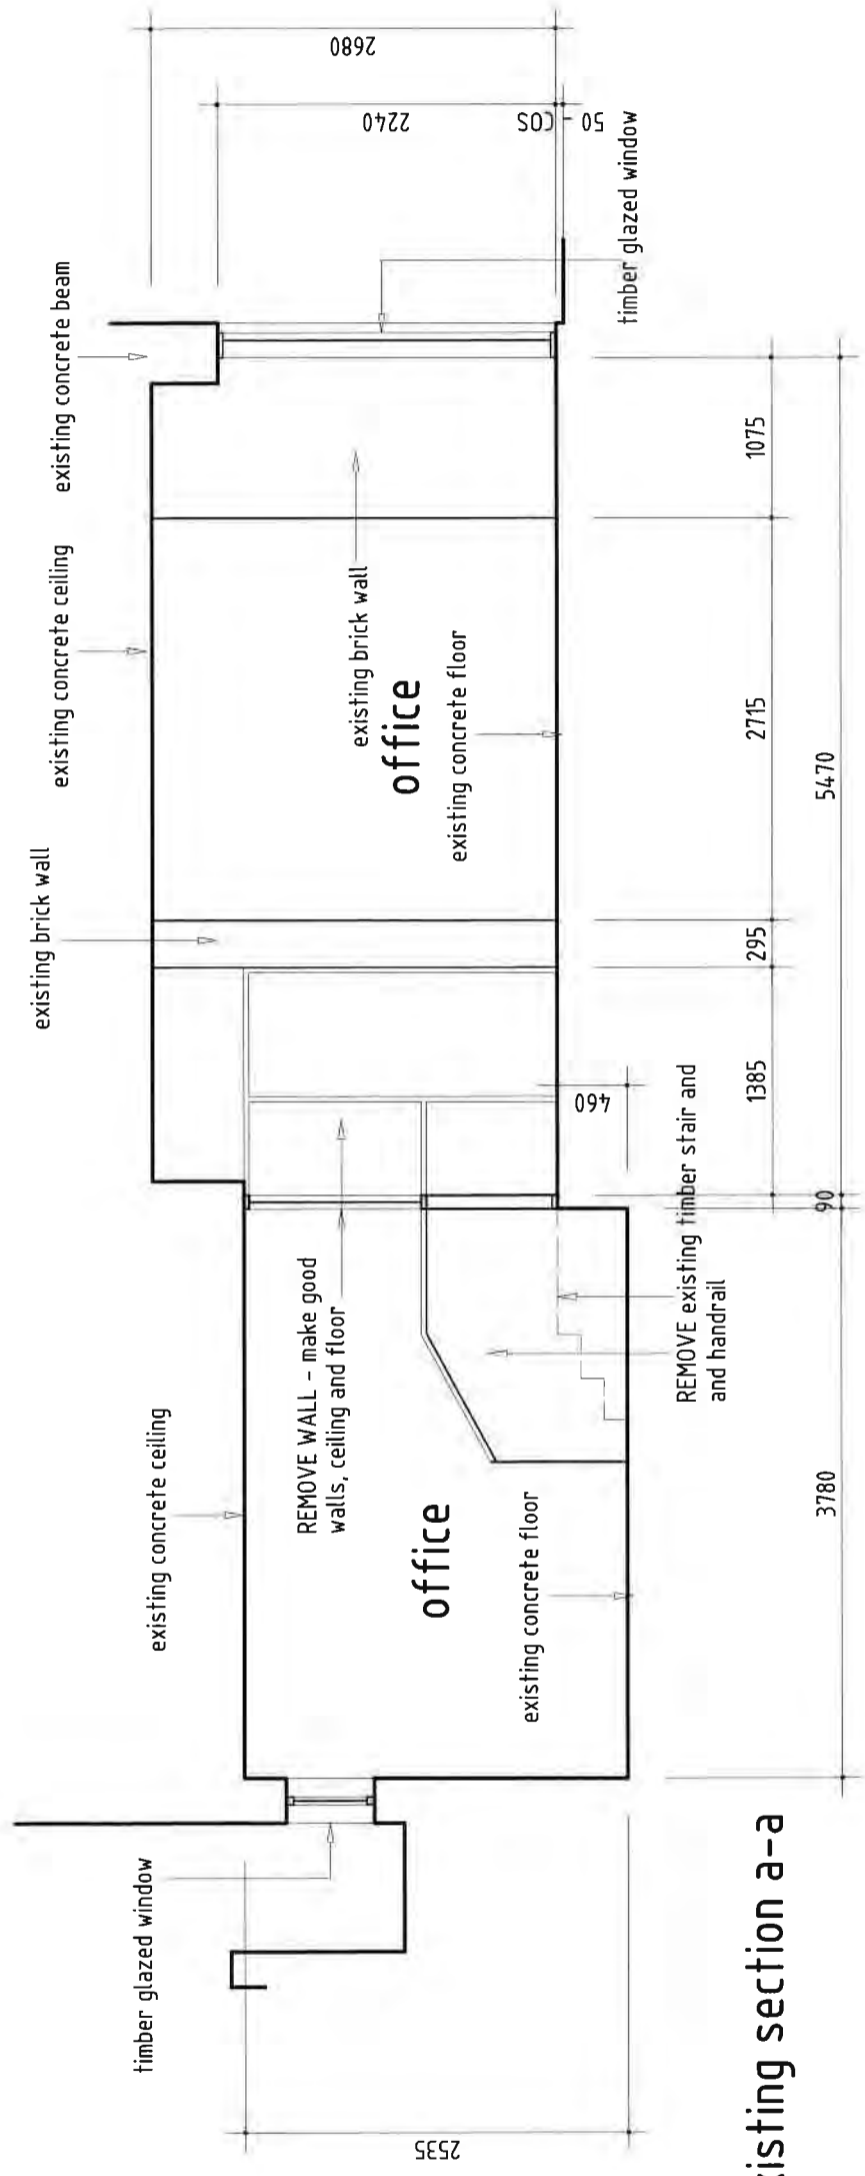 timber glazed window
existing concrete ceiling
existing brick wall
existing concrete ceiling
existing concrete beam
REMOVE WALL - make good
walls, ceiling and floor
office
existing concrete floor
existing brick wall
office
existing concrete floor
timber glazed window
REMOVE existing timber stair and
and handrail
2535
460
2680
2240
50 - COS
1385
295
2715
1075
3780
90
5470
xisting section a-a